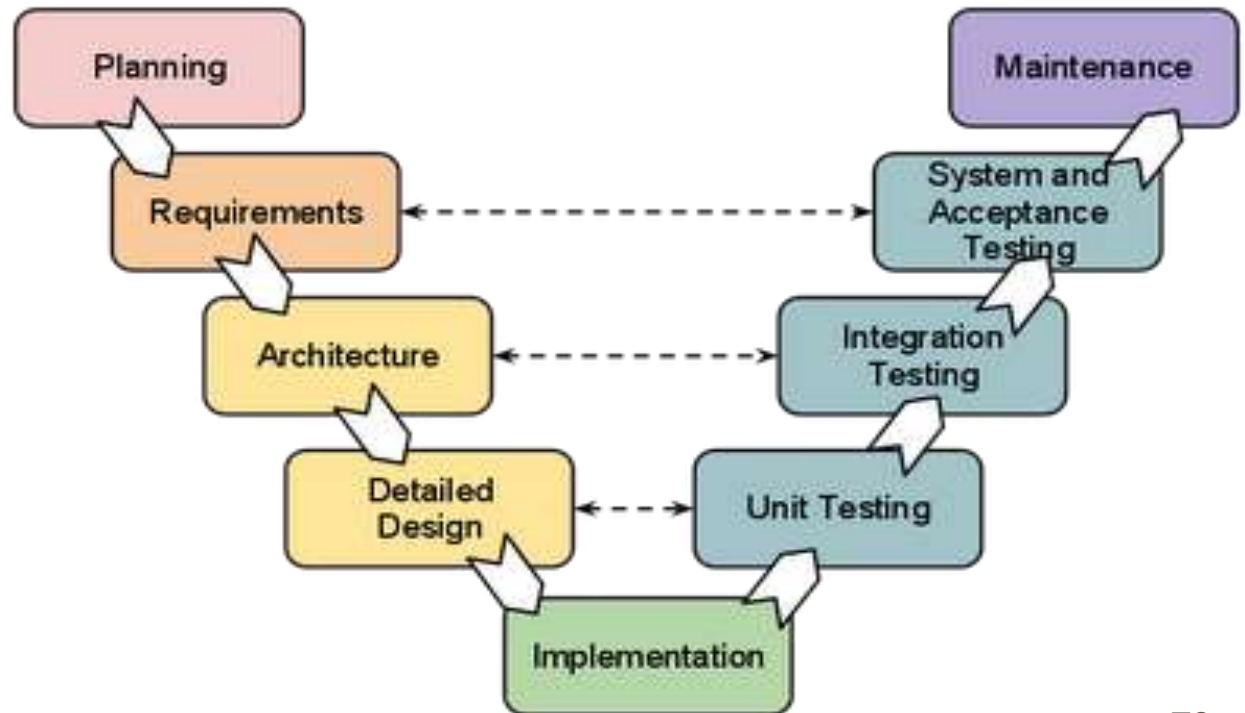 Planning
Maintenance
Requirements
System and
Acceptance
Testing
Architecture
Integration
Testing
Detailed
Design
Unit Testing
Implementation